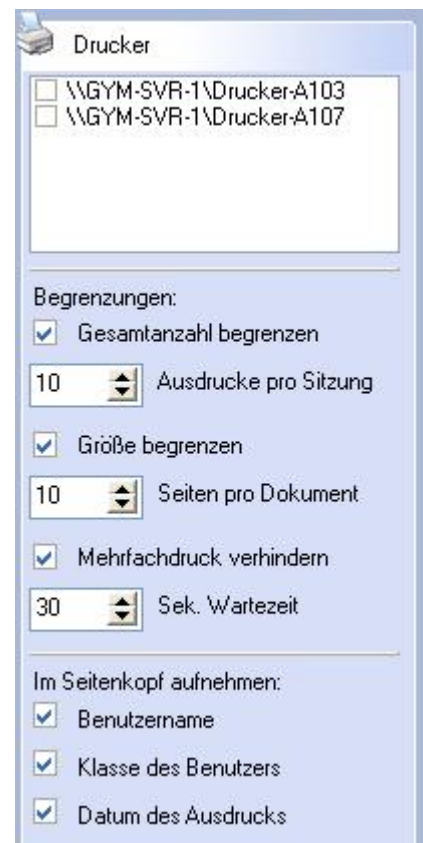 Drucker
\\GYM-SVR-1\Drucker-A103
\\GYM-SVR-1\Drucker-A107
Begrenzungen:
Gesamtanzahl begrenzen
10 Ausdrucke pro Sitzung
Größe begrenzen
10 Seiten pro Dokument
Mehrfachdruck verhindern
30 Sek. Wartezeit
Im Seitenkopf aufnehmen:
Benutzername
Klasse des Benutzers
Datum des Ausdrucks